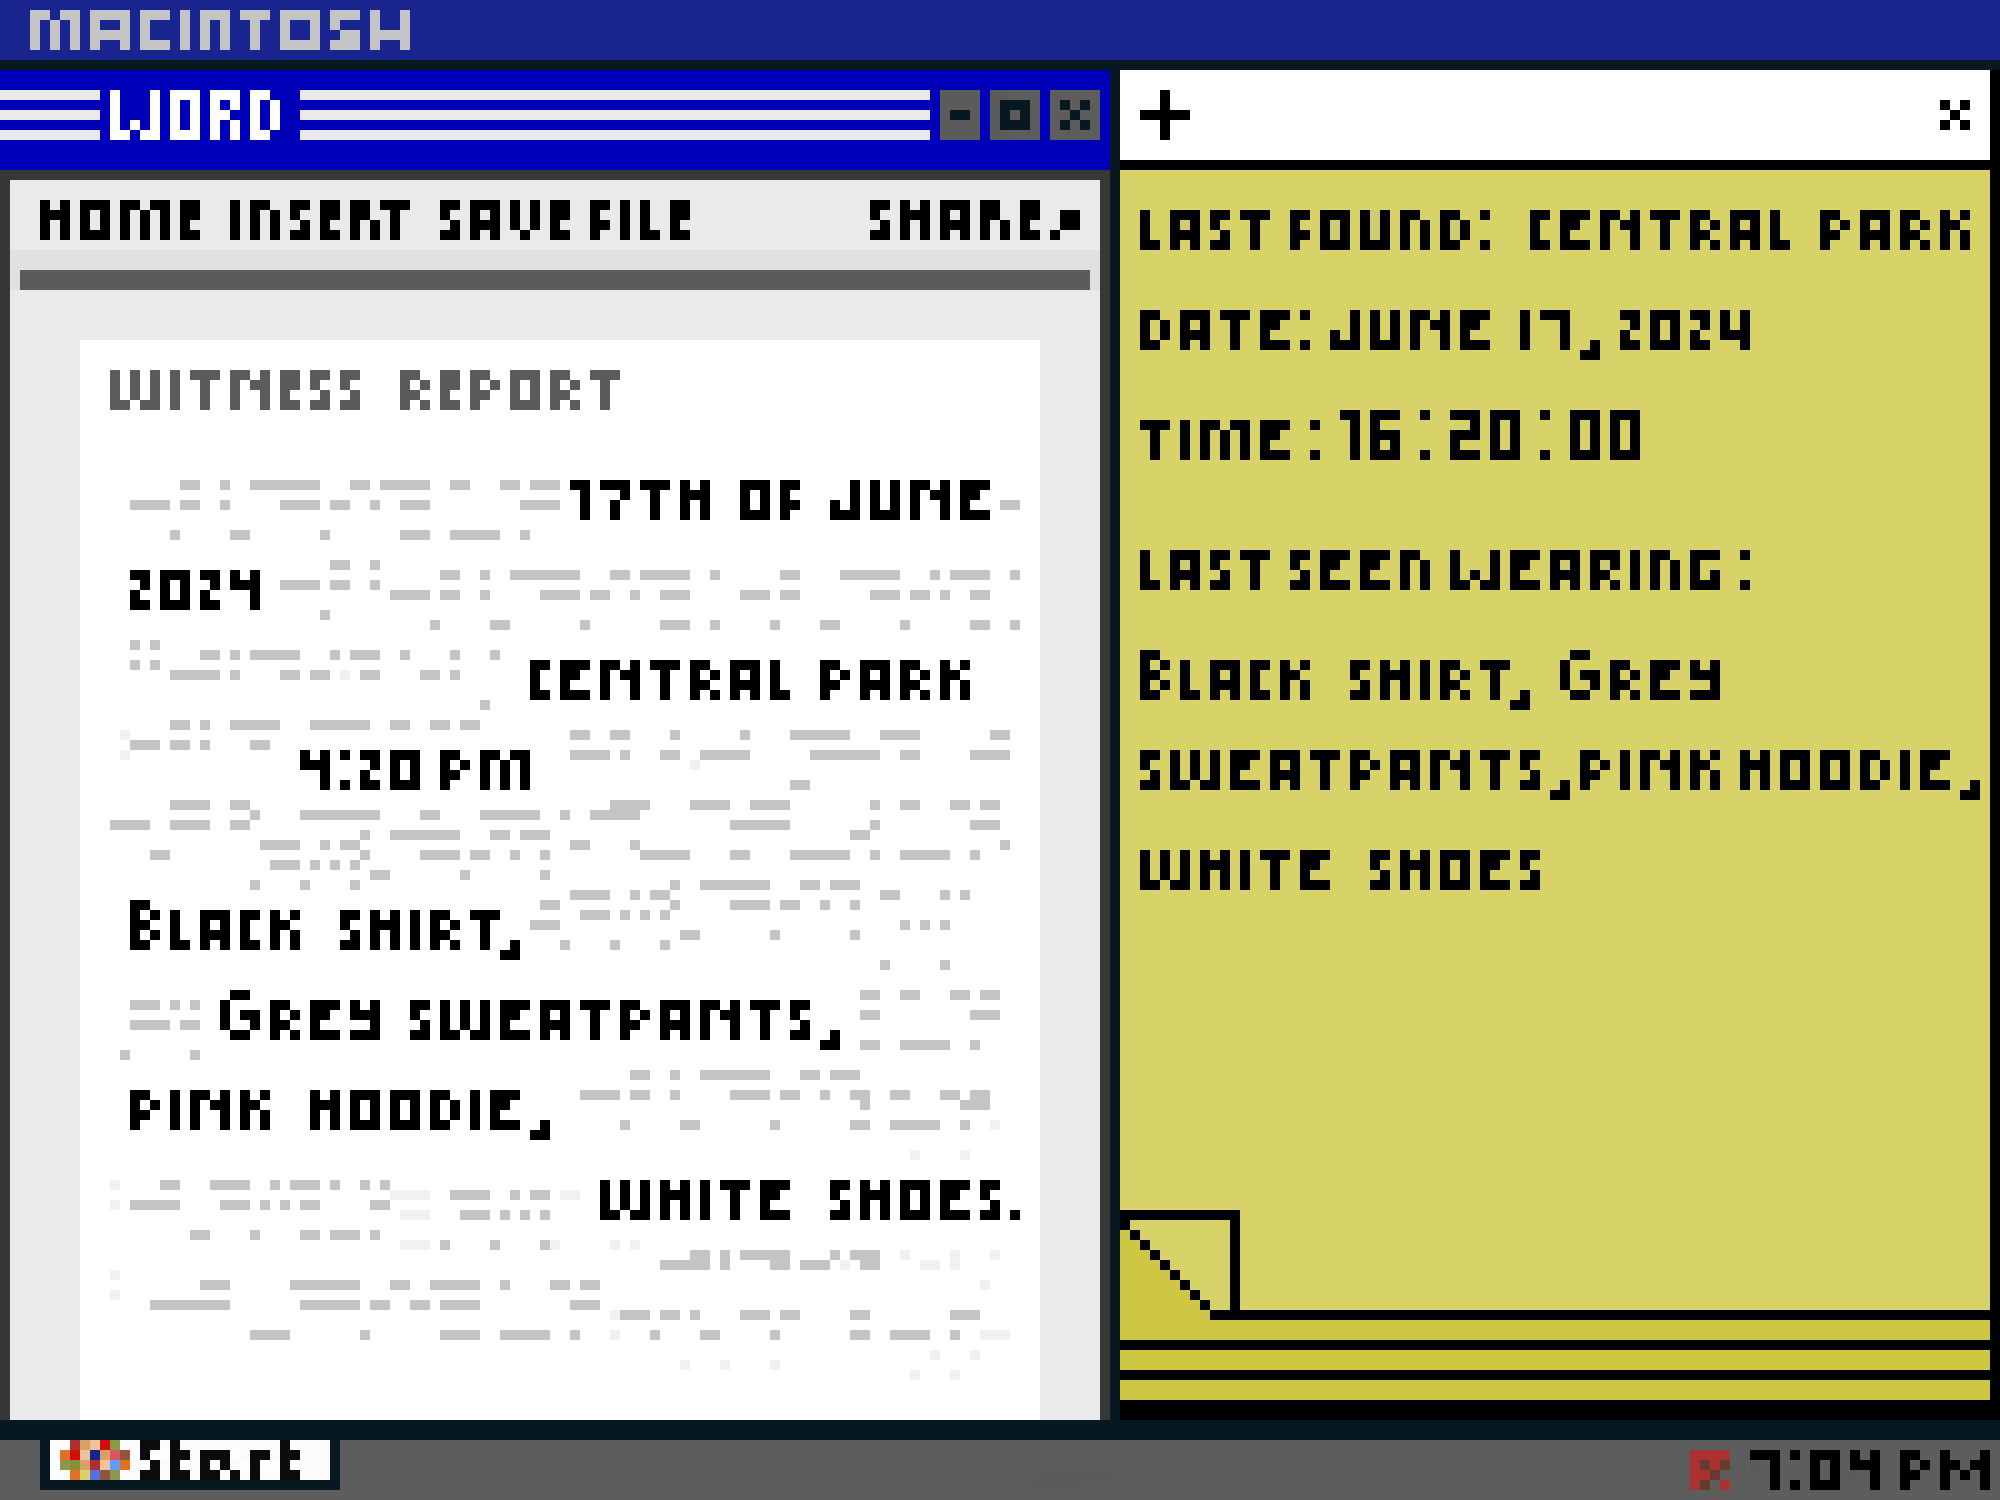 MACINTOSH
WORD
HOME INSERT SAVE FILE SHARE
WITNESS REPORT
17TH OF JUNE
2024
CENTRAL PARK
4:20 PM
BLACK SHIRT,
GREY SWEATPANTS,
PINK HOODIE,
WHITE SHOES.
LAST FOUND: CENTRAL PARK
DATE: JUNE 17, 2024
TIME: 16:20:00
LAST SEEN WEARING:
BLACK SHIRT, GREY
SWEATPANTS, PINK HOODIE,
WHITE SHOES
Start
7:04 PM